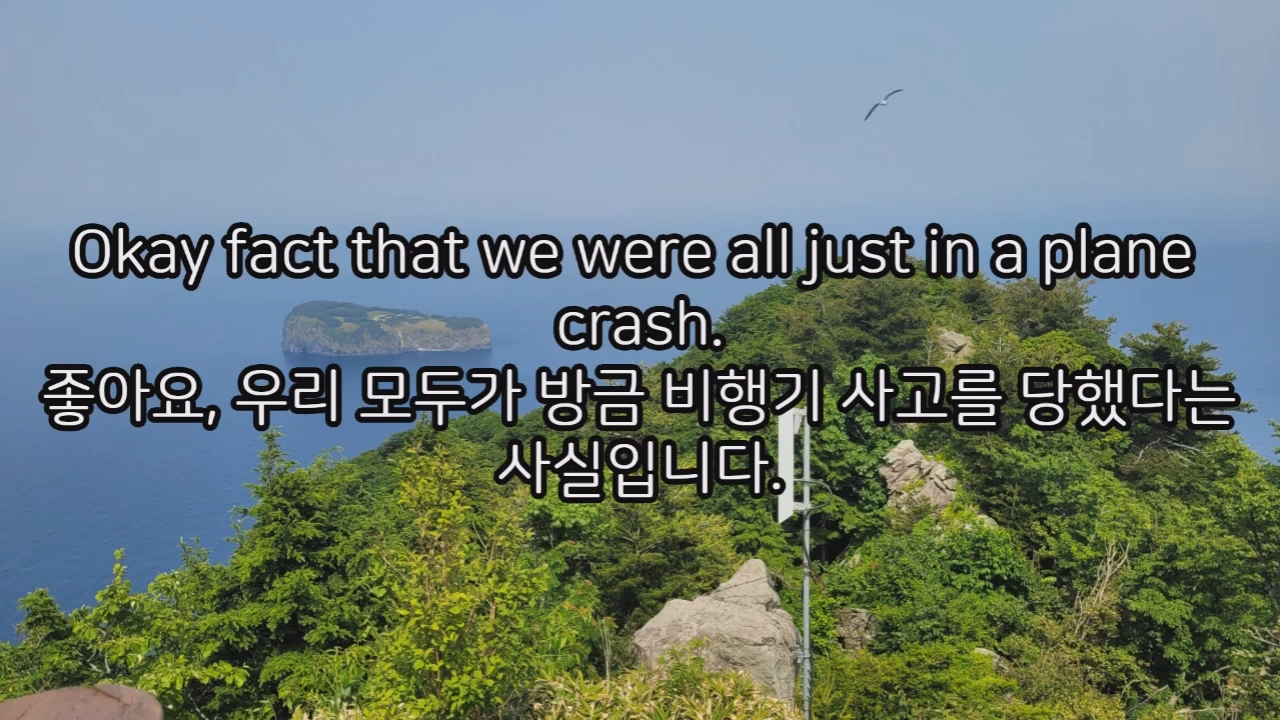 Okay fact that we were all just in a plane
crash.
좋아요, 우리 모두가 방금 비행기 사고를 당했다는
사실입니다.